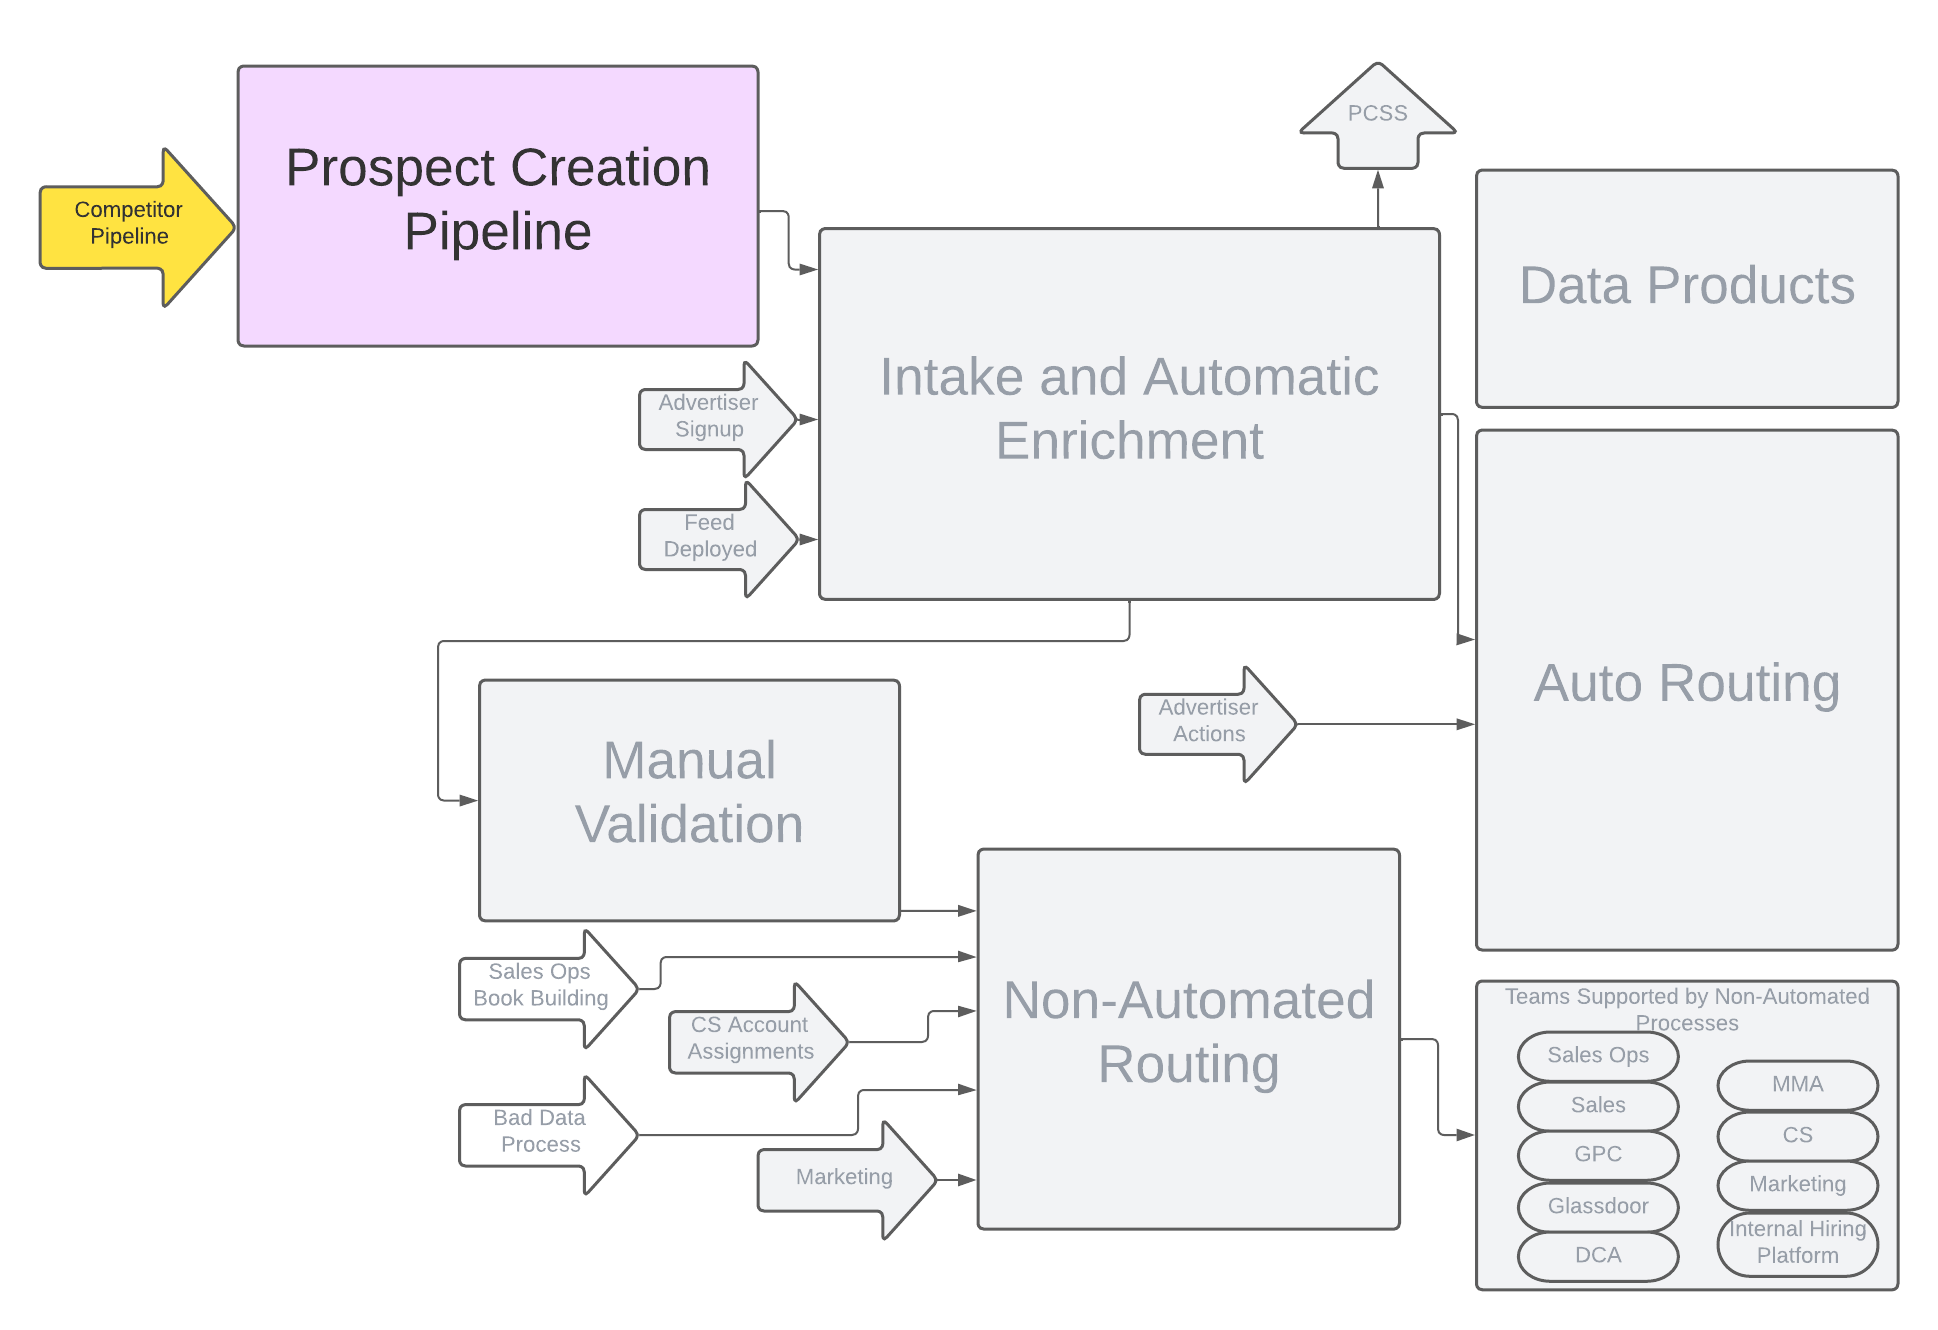 Competitor
Pipeline
Prospect Creation
Pipeline
PCSS
Data Products
Advertiser
Signup
Feed
Deployed
Intake and Automatic
Enrichment
Auto Routing
Advertiser
Actions
Manual
Validation
Sales Ops
Book Building
CS Account
Assignments
Bad Data
Process
Marketing
Non-Automated
Routing
Teams Supported by Non-Automated
Processes
Sales Ops
Sales
GPC
Glassdoor
DCA
MMA
CS
Marketing
Internal Hiring
Platform